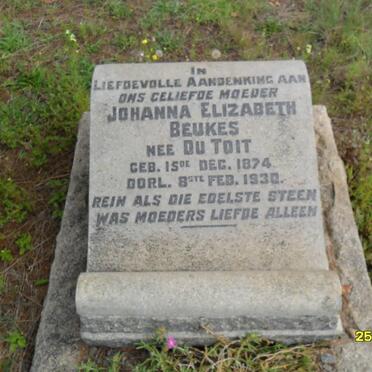 IN
LIEFDEVOLLE AANDENKING AAN
ONS GELIEFDE MOEDER
JOHANNA ELIZABETH
BEUKES
NEE DU TOIT
GEB. 15DE DEC. 1874
OORL. 8STE FEB. 1930.
REIN ALS DIE EDELSTE STEEN
WAS MOEDERS LIEFDE ALLEEN
25